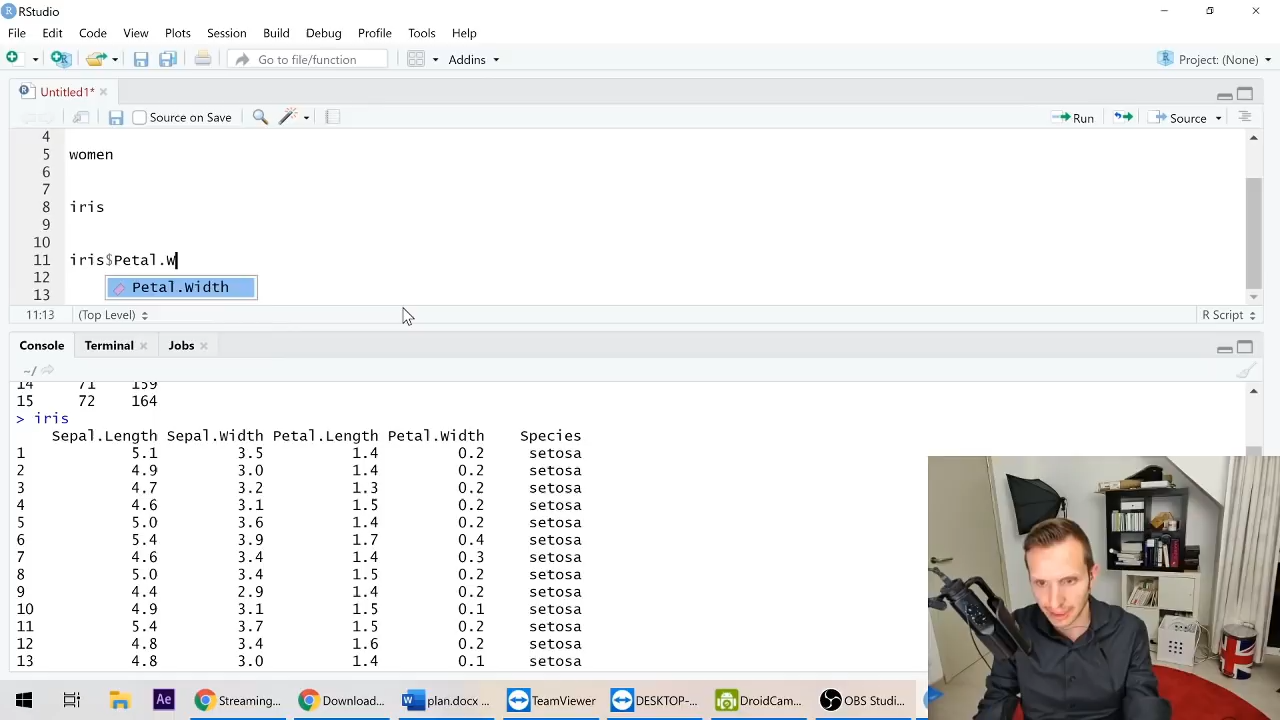 RStudio
File Edit Code View Plots Session Build Debug Profile Tools Help
Go to file/function Addins Project: (None)
Untitled1*
Source on Save Run Source
4
5 women
6
7
8 iris
9
10
11 iris$Petal.W
12 Petal.Width
13
11:13 (Top Level) R Script
Console Terminal Jobs
~/
14 71 159
15 72 164
> iris
Sepal.Length Sepal.Width Petal.Length Petal.Width Species
1 5.1 3.5 1.4 0.2 setosa
2 4.9 3.0 1.4 0.2 setosa
3 4.7 3.2 1.3 0.2 setosa
4 4.6 3.1 1.5 0.2 setosa
5 5.0 3.6 1.4 0.2 setosa
6 5.4 3.9 1.7 0.4 setosa
7 4.6 3.4 1.4 0.3 setosa
8 5.0 3.4 1.5 0.2 setosa
9 4.4 2.9 1.4 0.2 setosa
10 4.9 3.1 1.5 0.1 setosa
11 5.4 3.7 1.5 0.2 setosa
12 4.8 3.4 1.6 0.2 setosa
13 4.8 3.0 1.4 0.1 setosa
Ae Streaming... Download... plan.docx ... TeamViewer DESKTOP-... DroidCam... OBS Studi...